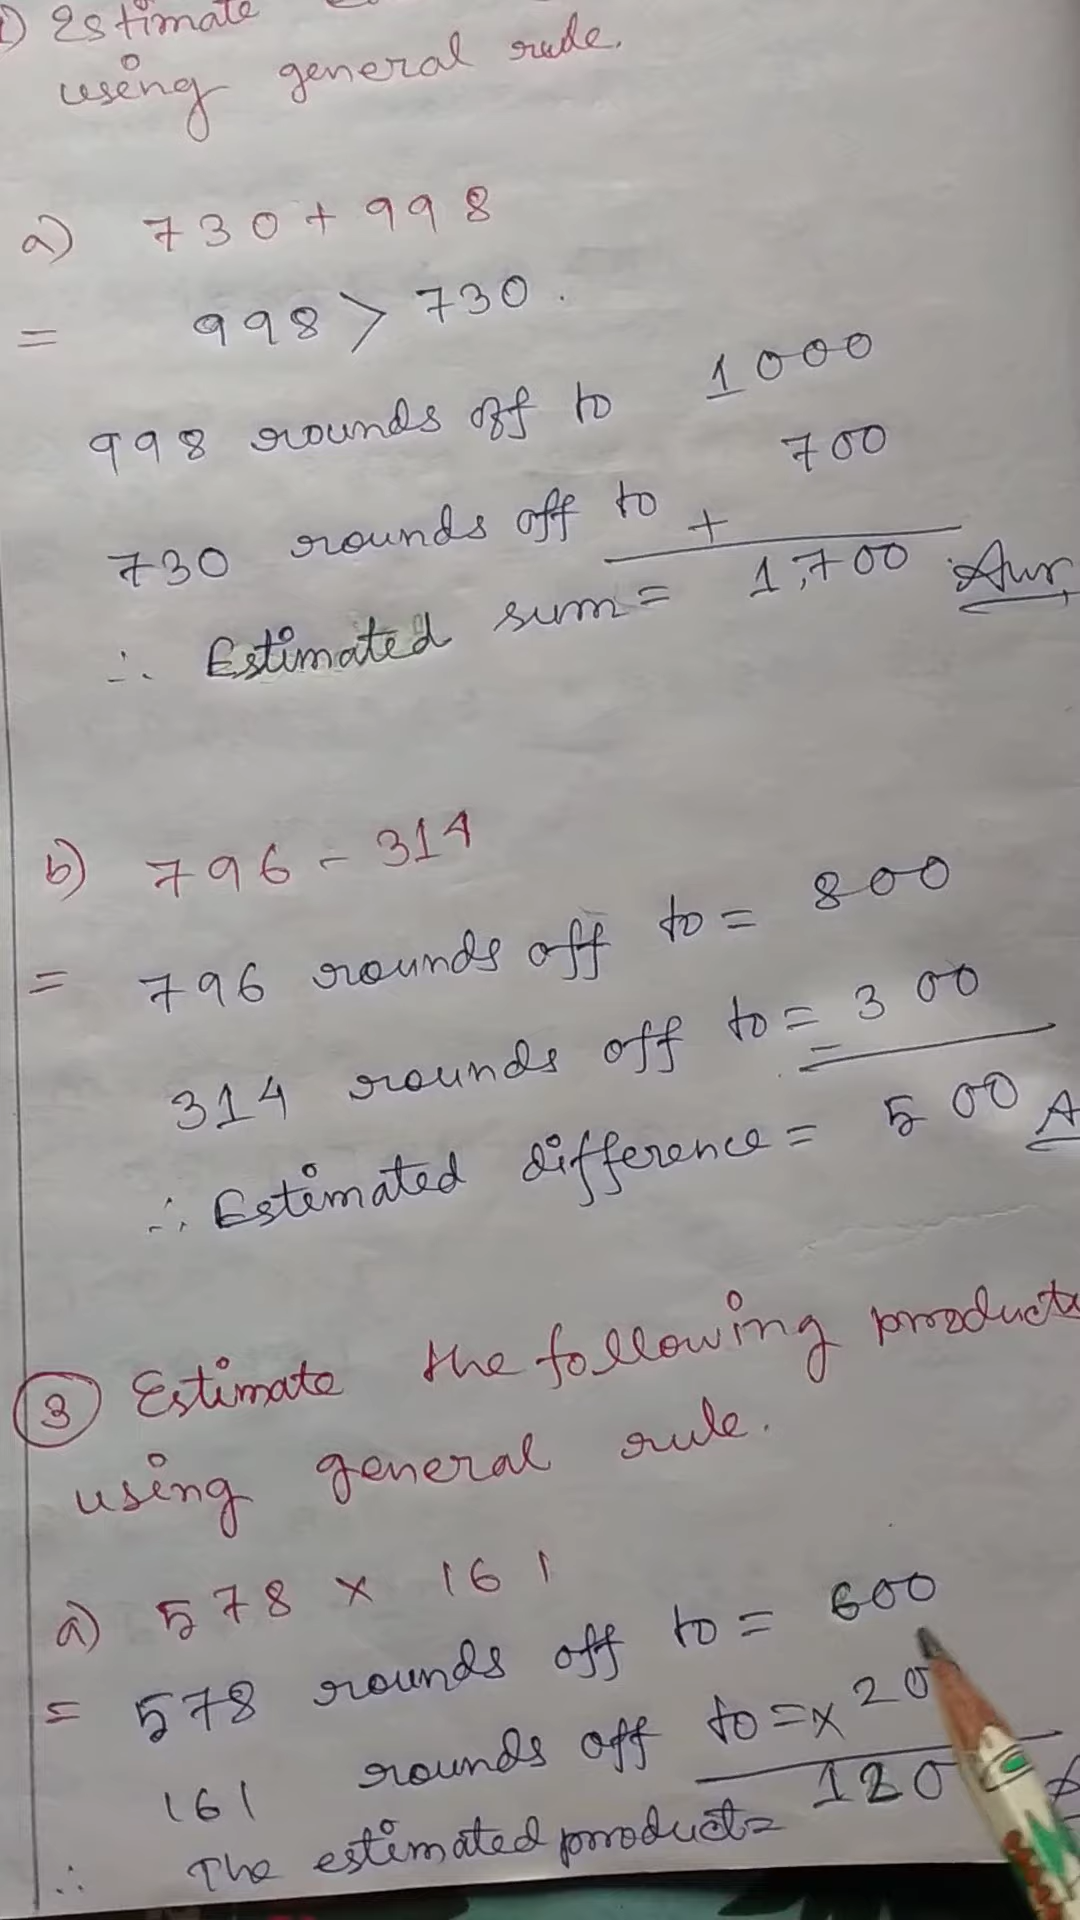 Estimate
using general rule.
a) 730 + 998
= 998 > 730.
998 rounds off to 1000
730 rounds off to + 700
∴ Estimated sum = 1,700 Ans
b) 796 - 314
= 796 rounds off to = 800
314 rounds off to = - 300
∴ Estimated difference = 500 A
3 Estimate the following product
using general rule.
a) 578 x 161
= 578 rounds off to = 600
161 rounds off to = x 20
∴ The estimated product = 120